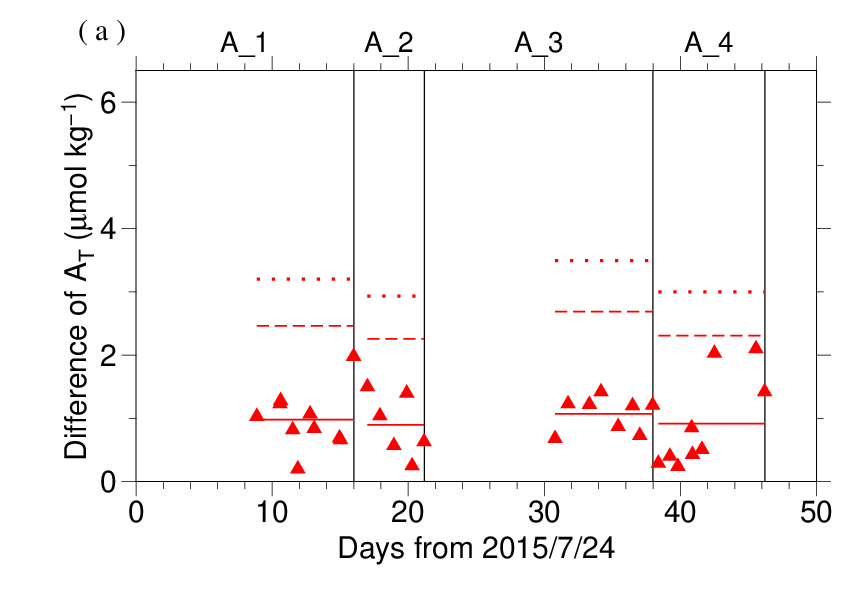 ( a )
A_1 A_2 A_3 A_4
Difference of A_T (μmol kg⁻¹)
6
4
2
0
0 10 20 30 40 50
Days from 2015/7/24